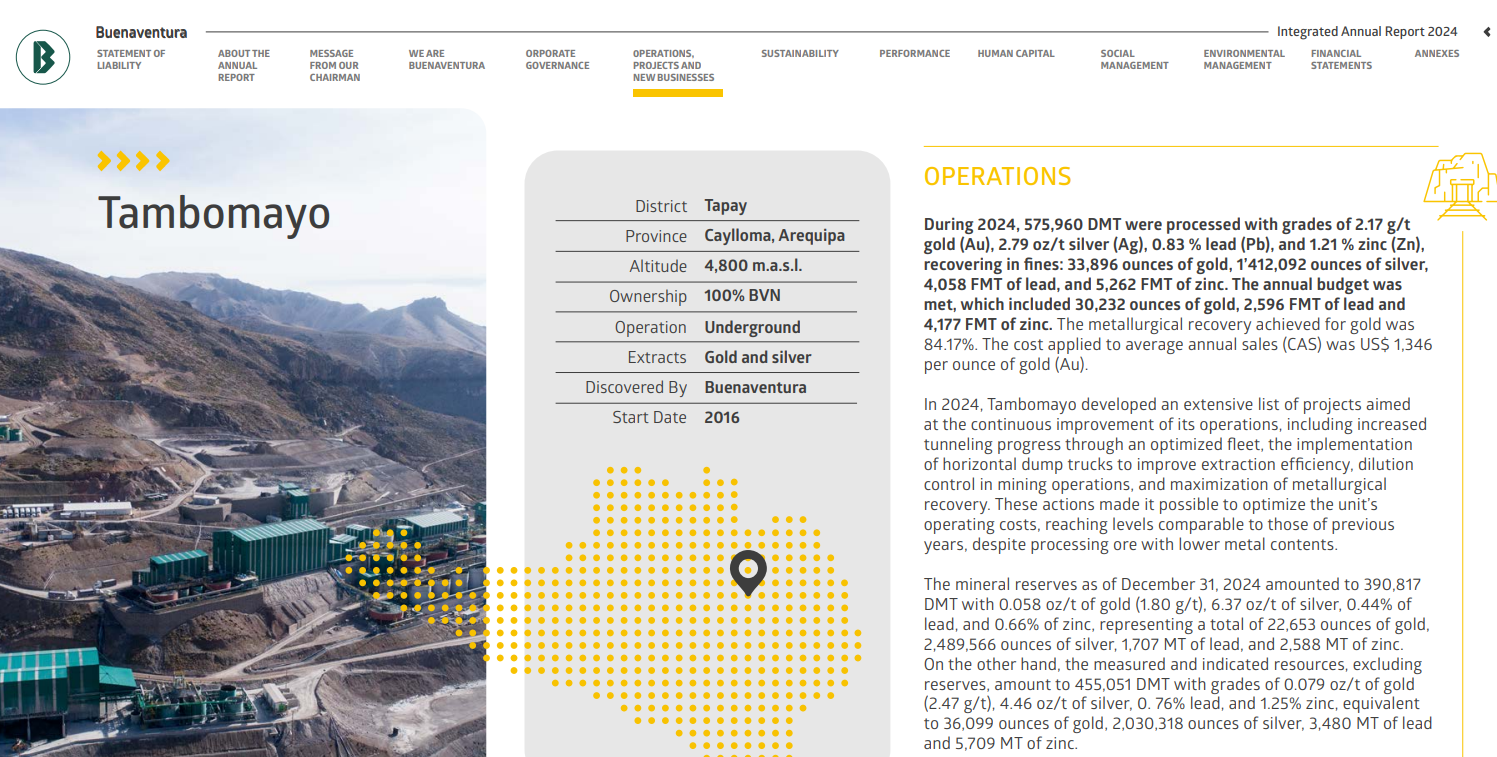 Buenaventura
Integrated Annual Report 2024
STATEMENT OF
LIABILITY
ABOUT THE
ANNUAL
REPORT
MESSAGE
FROM OUR
CHAIRMAN
WE ARE
BUENAVENTURA
ORPORATE
GOVERNANCE
OPERATIONS,
PROJECTS AND
NEW BUSINESSES
SUSTAINABILITY
PERFORMANCE
HUMAN CAPITAL
SOCIAL
MANAGEMENT
ENVIRONMENTAL
MANAGEMENT
FINANCIAL
STATEMENTS
ANNEXES
Tambomayo
District Tapay
Province Caylloma, Arequipa
Altitude 4,800 m.a.s.l.
Ownership 100% BVN
Operation Underground
Extracts Gold and silver
Discovered By Buenaventura
Start Date 2016
OPERATIONS
During 2024, 575,960 DMT were processed with grades of 2.17 g/t
gold (Au), 2.79 oz/t silver (Ag), 0.83 % lead (Pb), and 1.21 % zinc (Zn),
recovering in fines: 33,896 ounces of gold, 1'412,092 ounces of silver,
4,058 FMT of lead, and 5,262 FMT of zinc. The annual budget was
met, which included 30,232 ounces of gold, 2,596 FMT of lead and
4,177 FMT of zinc. The metallurgical recovery achieved for gold was
84.17%. The cost applied to average annual sales (CAS) was US$ 1,346
per ounce of gold (Au).
In 2024, Tambomayo developed an extensive list of projects aimed
at the continuous improvement of its operations, including increased
tunneling progress through an optimized fleet, the implementation
of horizontal dump trucks to improve extraction efficiency, dilution
control in mining operations, and maximization of metallurgical
recovery. These actions made it possible to optimize the unit's
operating costs, reaching levels comparable to those of previous
years, despite processing ore with lower metal contents.
The mineral reserves as of December 31, 2024 amounted to 390,817
DMT with 0.058 oz/t of gold (1.80 g/t), 6.37 oz/t of silver, 0.44% of
lead, and 0.66% of zinc, representing a total of 22,653 ounces of gold,
2,489,566 ounces of silver, 1,707 MT of lead, and 2,588 MT of zinc.
On the other hand, the measured and indicated resources, excluding
reserves, amount to 455,051 DMT with grades of 0.079 oz/t of gold
(2.47 g/t), 4.46 oz/t of silver, 0. 76% lead, and 1.25% zinc, equivalent
to 36,099 ounces of gold, 2,030,318 ounces of silver, 3,480 MT of lead
and 5,709 MT of zinc.